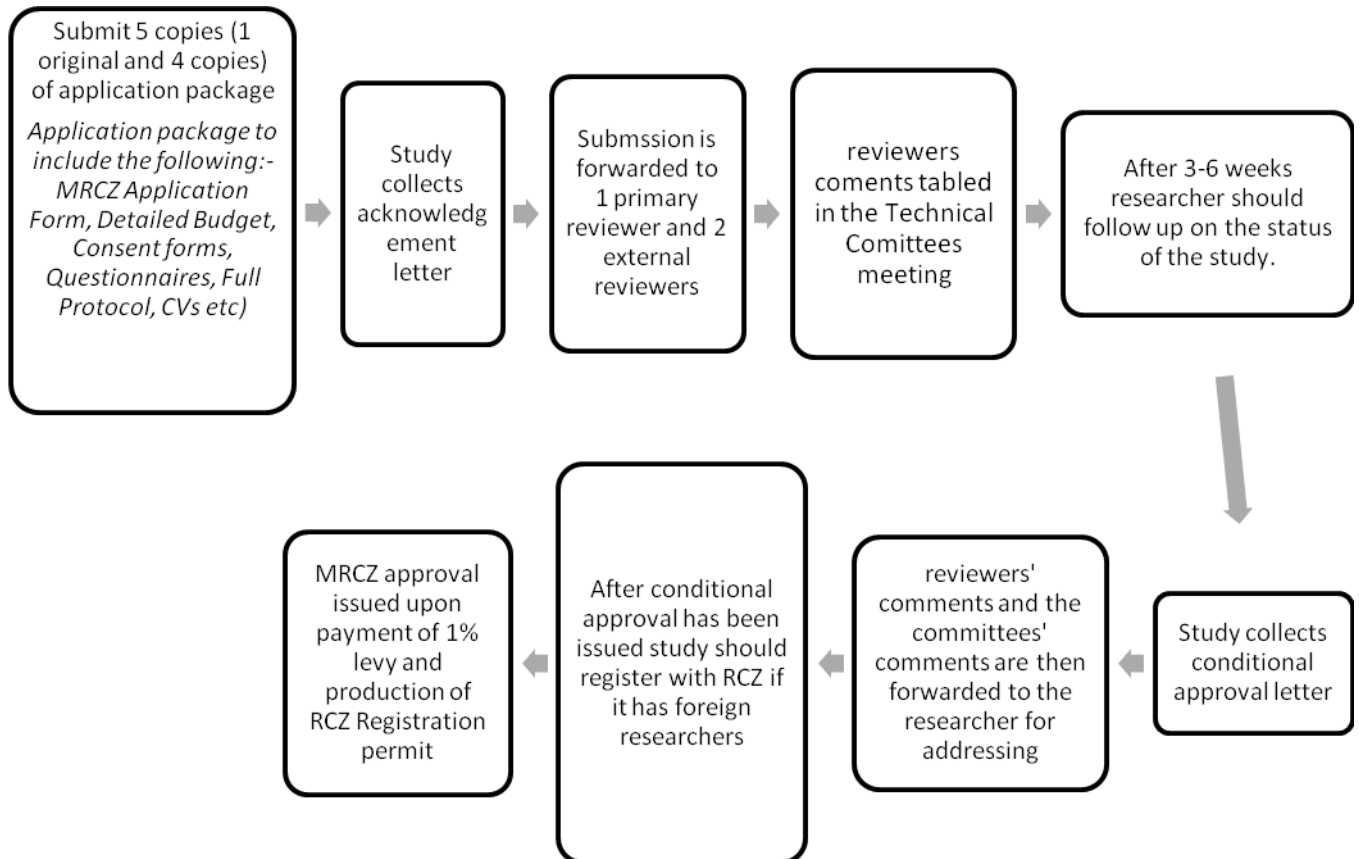 Submit 5 copies (1
original and 4 copies)
of application package
Application package to
include the following:-
MRCZ Application
Form, Detailed Budget,
Consent forms,
Questionnaires, Full
Protocol, CVs etc)
Study
collects
acknowledg
ement
letter
Submssion is
forwarded to
1 primary
reviewer and 2
external
reviewers
reviewers
coments tabled
in the Technical
Comittees
meeting
After 3-6 weeks
researcher should
follow up on the status
of the study.
Study collects
conditional
approval letter
reviewers'
comments and the
committees'
comments are then
forwarded to the
researcher for
addressing
After conditional
approval has been
issued study should
register with RCZ if
it has foreign
researchers
MRCZ approval
issued upon
payment of 1%
levy and
production of
RCZ Registration
permit